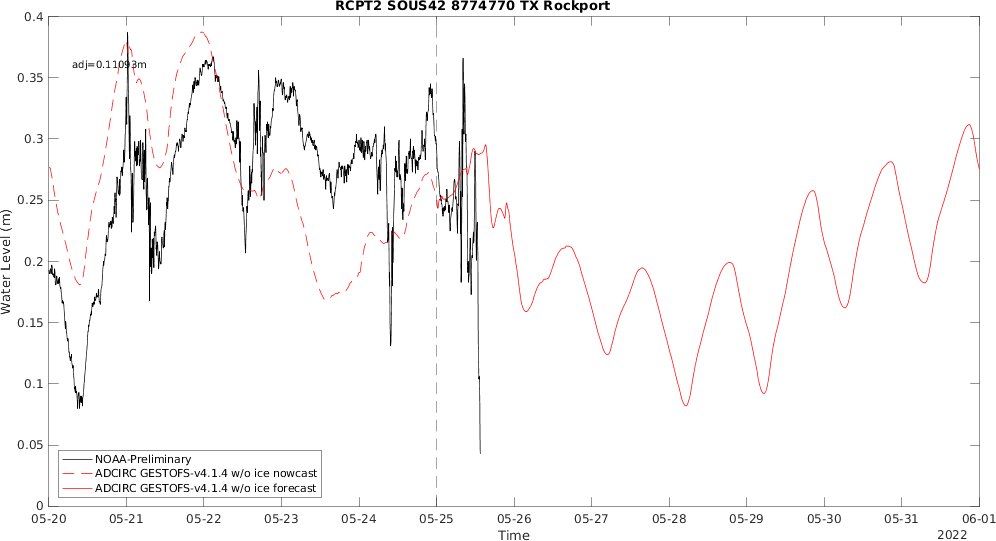 RCPT2 SOUS42 8774770 TX Rockport
0.4
adj=0.11093m
0.35
0.3
0.25
0.2
0.15
0.1
0.05
0
Water Level (m)
NOAA-Preliminary
ADCIRC GESTOFS-v4.1.4 w/o ice nowcast
ADCIRC GESTOFS-v4.1.4 w/o ice forecast
05-20 05-21 05-22 05-23 05-24 05-25 05-26 05-27 05-28 05-29 05-30 05-31 06-01
Time
2022